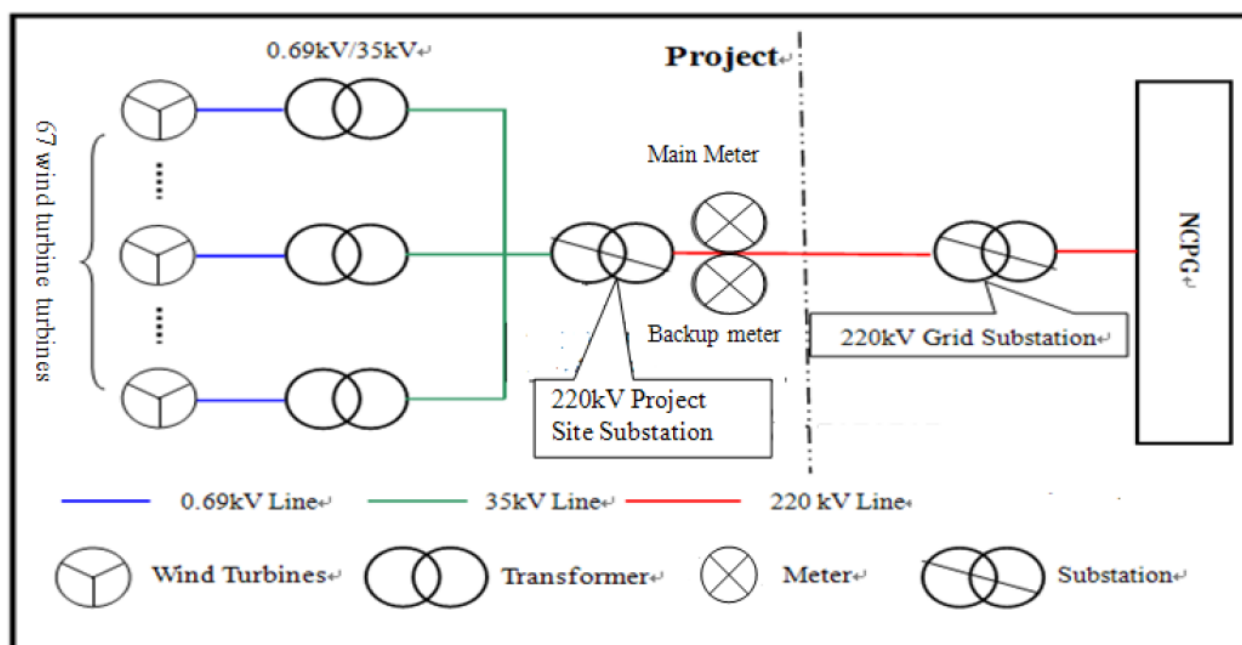 0.69kV/35kV↵
Project↵
67 wind turbine turbines
Main Meter
Backup meter
NCPG↵
220kV Grid Substation↵
220kV Project
Site Substation
0.69kV Line↵
35kV Line↵
220 kV Line↵
Wind Turbines↵
Transformer↵
Meter↵
Substation↵